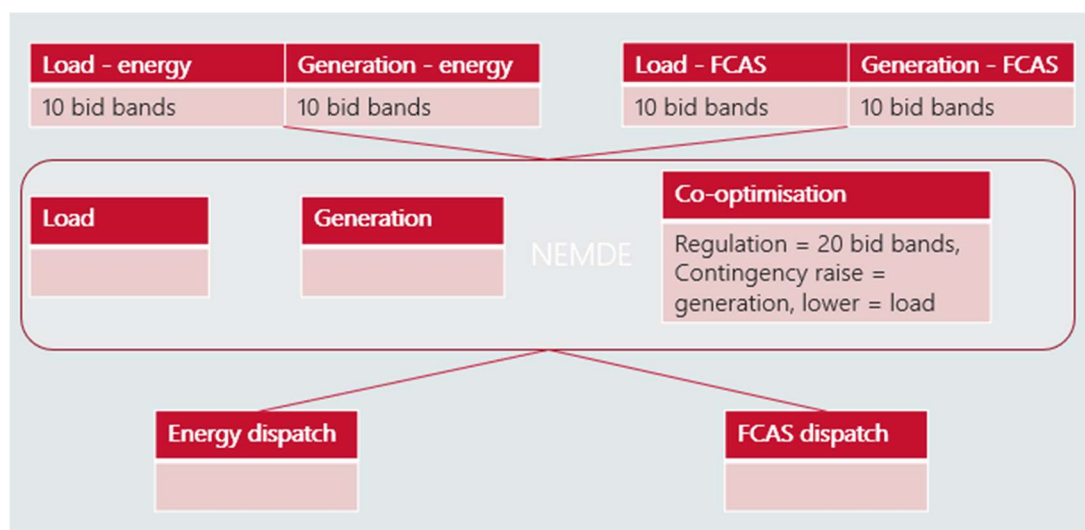 Load - energy
Generation - energy
10 bid bands
10 bid bands
Load - FCAS
Generation - FCAS
10 bid bands
10 bid bands
Load
Generation
NEMDE
Co-optimisation
Regulation = 20 bid bands,
Contingency raise =
generation, lower = load
Energy dispatch
FCAS dispatch